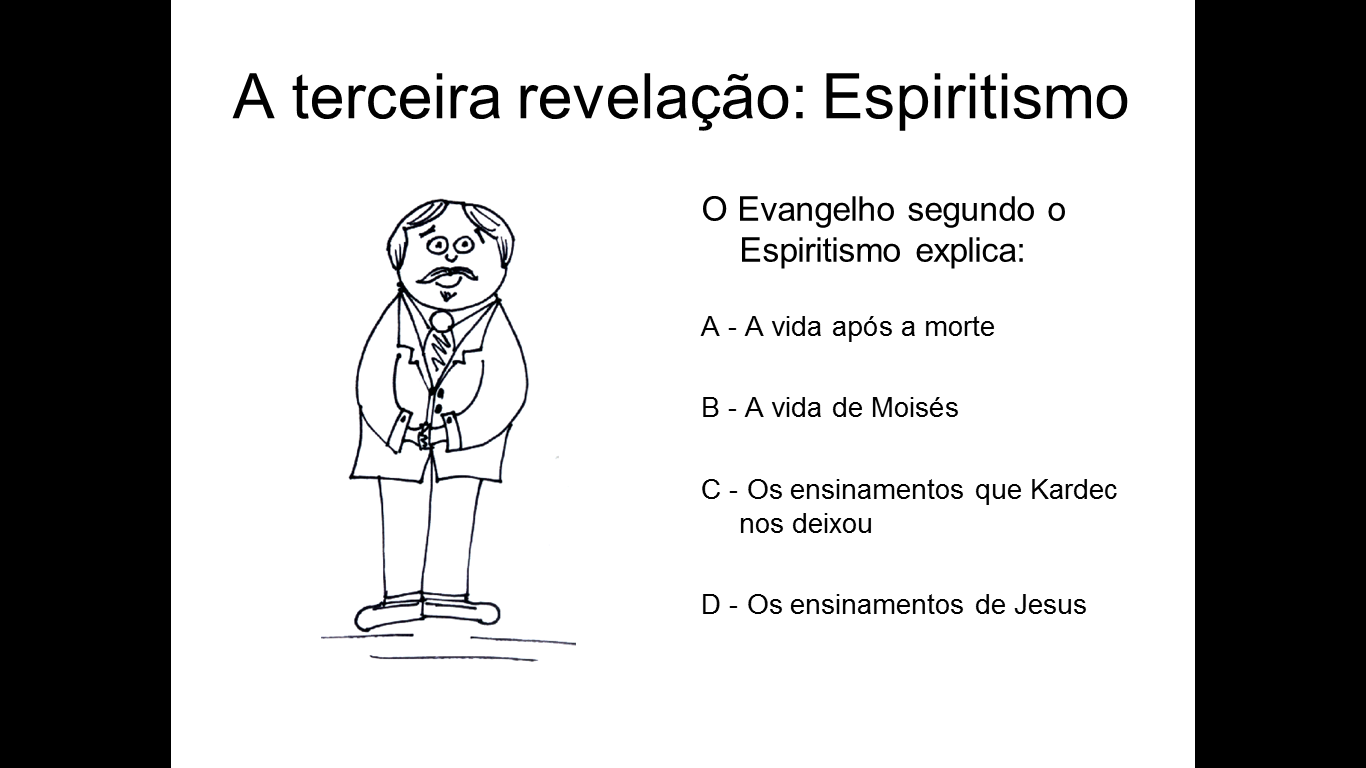 A terceira revelação: Espiritismo
O Evangelho segundo o
Espiritismo explica:
A - A vida após a morte
B - A vida de Moisés
C - Os ensinamentos que Kardec
nos deixou
D - Os ensinamentos de Jesus